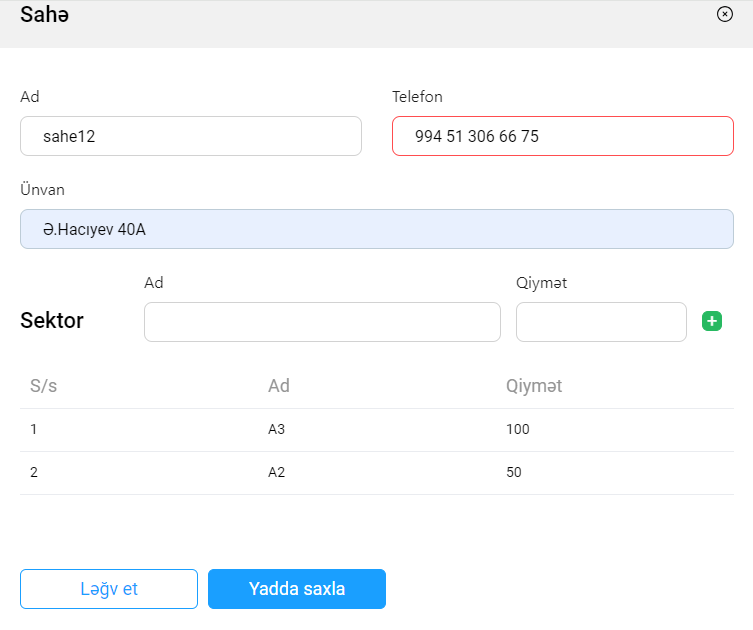 Sahə
Ad Telefon
sahe12 994 51 306 66 75
Ünvan
Ə.Hacıyev 40A
Ad Qiymət
Sektor
S/s Ad Qiymət
1 A3 100
2 A2 50
Ləğv et Yadda saxla